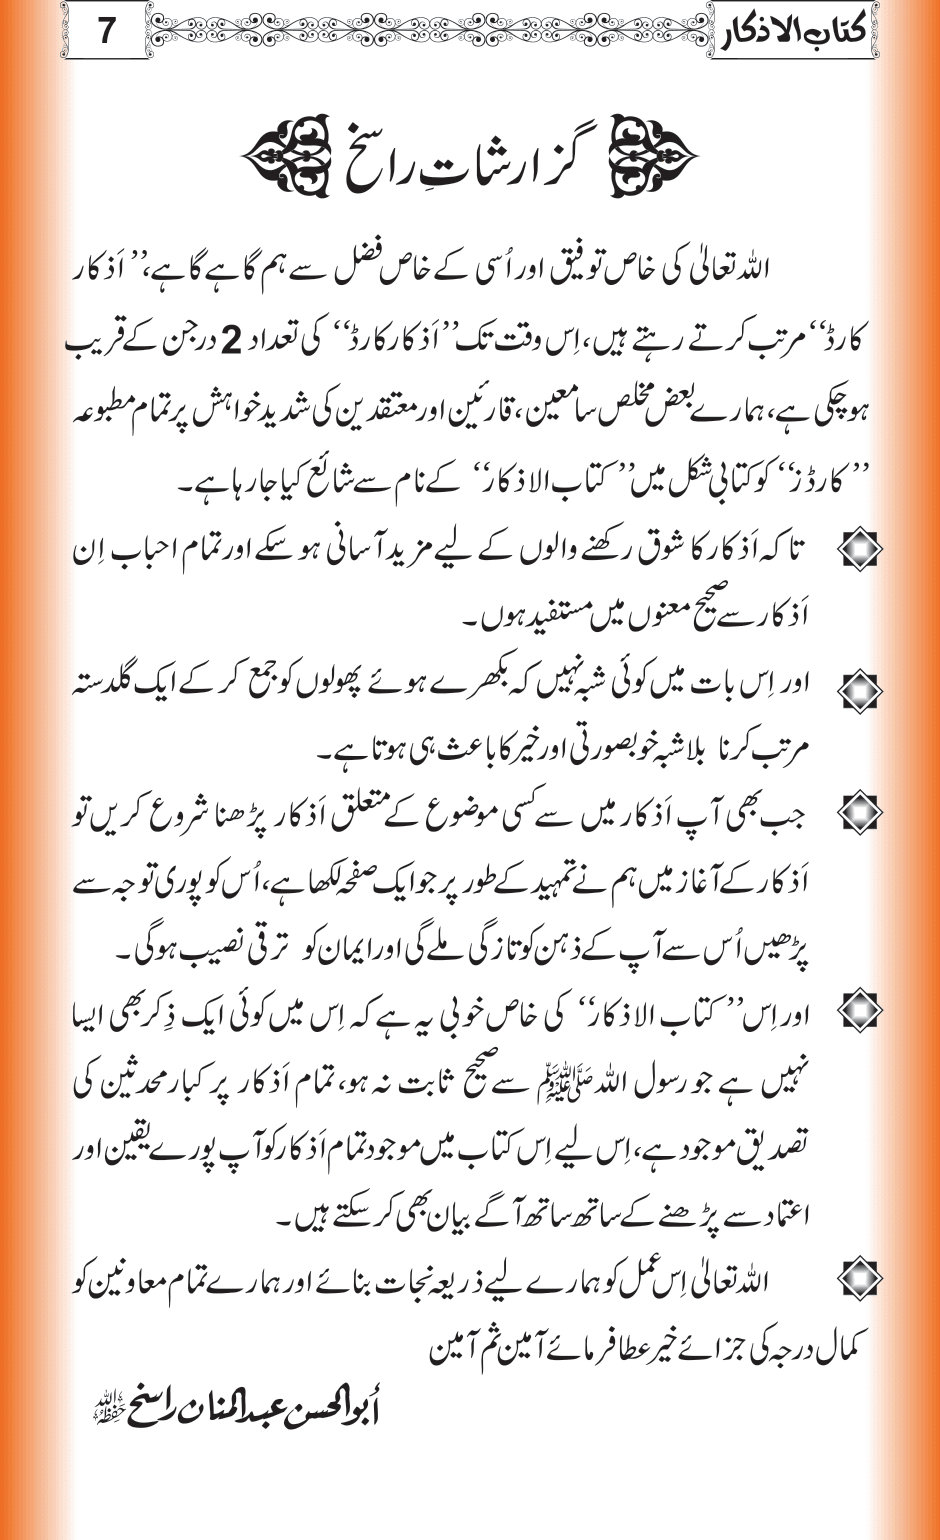 کتاب الاذکار 7
گزارشاتِ راسخ
اللہ تعالیٰ کی خاص توفیق اور اُسی کے خاص فضل سے ہم گاہے گاہے، ’’اَذکار
کارڈ‘‘ مرتب کرتے رہتے ہیں، اِس وقت تک ’’اَذکار کارڈ‘‘ کی تعداد 2 درجن کے قریب
ہوچکی ہے، ہمارے بعض مخلص سامعین، قارئین اور معتقدین کی شدید خواہش پر تمام مطبوعہ
’’کارڈز‘‘ کو کتابی شکل میں ’’کتاب الاذکار‘‘ کے نام سے شائع کیا جارہا ہے۔
تاکہ اَذکار کا شوق رکھنے والوں کے لیے مزید آسانی ہوسکے اور تمام احباب اِن
اَذکار سے صحیح معنوں میں مستفید ہوں۔
اور اِس بات میں کوئی شبہ نہیں کہ بکھرے ہوئے پھولوں کو جمع کرکے ایک گلدستہ
مرتب کرنا بلاشبہ خوبصورتی اور خیر کا باعث ہی ہوتا ہے۔
جب بھی آپ اَذکار میں سے کسی موضوع کے متعلق اَذکار پڑھنا شروع کریں تو
اَذکار کے آغاز میں ہم نے تمہید کے طور پر جو ایک صفحہ لکھا ہے، اُس کو پوری توجہ سے
پڑھیں اُس سے آپ کے ذہن کو تازگی ملے گی اور ایمان کو ترقی نصیب ہوگی۔
اور اِس ’’کتاب الاذکار‘‘ کی خاص خوبی یہ ہے کہ اِس میں کوئی ایک ذِکر بھی ایسا
نہیں ہے جو رسول اللہ ﷺ سے صحیح ثابت نہ ہو، تمام اَذکار پر کبار محدثین کی
تصدیق موجود ہے، اِس لیے اِس کتاب میں موجود تمام اَذکار کو آپ پورے یقین اور
اعتماد سے پڑھنے کے ساتھ ساتھ آگے بیان بھی کرسکتے ہیں۔
اللہ تعالیٰ اِس عمل کو ہمارے لیے ذریعہ نجات بنائے اور ہمارے تمام معاونین کو
کمال درجہ کی جزائے خیر عطا فرمائے آمین ثم آمین
أبوالحسن عبدالمنان راسخ حفظہ اللہ